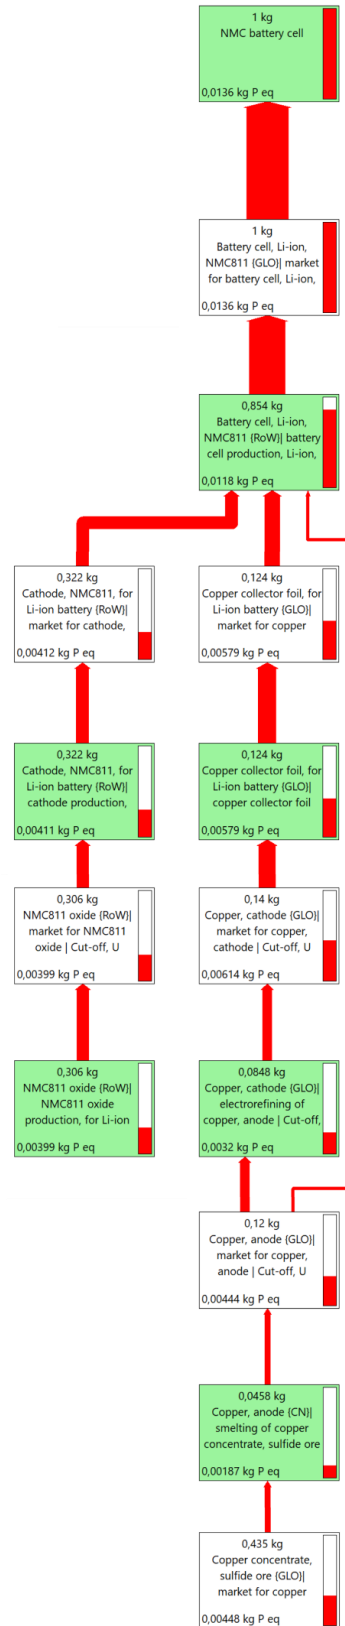 1 kg
NMC battery cell
0,0136 kg P eq
1 kg
Battery cell, Li-ion,
NMC811 {GLO}| market
for battery cell, Li-ion,
0,0136 kg P eq
0,854 kg
Battery cell, Li-ion,
NMC811 {RoW}| battery
cell production, Li-ion,
0,0118 kg P eq
0,322 kg
Cathode, NMC811, for
Li-ion battery {RoW}|
market for cathode,
0,00412 kg P eq
0,124 kg
Copper collector foil, for
Li-ion battery {GLO}|
market for copper
0,00579 kg P eq
0,322 kg
Cathode, NMC811, for
Li-ion battery {RoW}|
cathode production,
0,00411 kg P eq
0,124 kg
Copper collector foil, for
Li-ion battery {GLO}|
copper collector foil
0,00579 kg P eq
0,306 kg
NMC811 oxide {RoW}|
market for NMC811
oxide | Cut-off, U
0,00399 kg P eq
0,14 kg
Copper, cathode {GLO}|
market for copper,
cathode | Cut-off, U
0,00614 kg P eq
0,306 kg
NMC811 oxide {RoW}|
NMC811 oxide
production, for Li-ion
0,00399 kg P eq
0,0848 kg
Copper, cathode {GLO}|
electrorefining of
copper, anode | Cut-off,
0,0032 kg P eq
0,12 kg
Copper, anode {GLO}|
market for copper,
anode | Cut-off, U
0,00444 kg P eq
0,0458 kg
Copper, anode {CN}|
smelting of copper
concentrate, sulfide ore
0,00187 kg P eq
0,435 kg
Copper concentrate,
sulfide ore {GLO}|
market for copper
0,00448 kg P eq